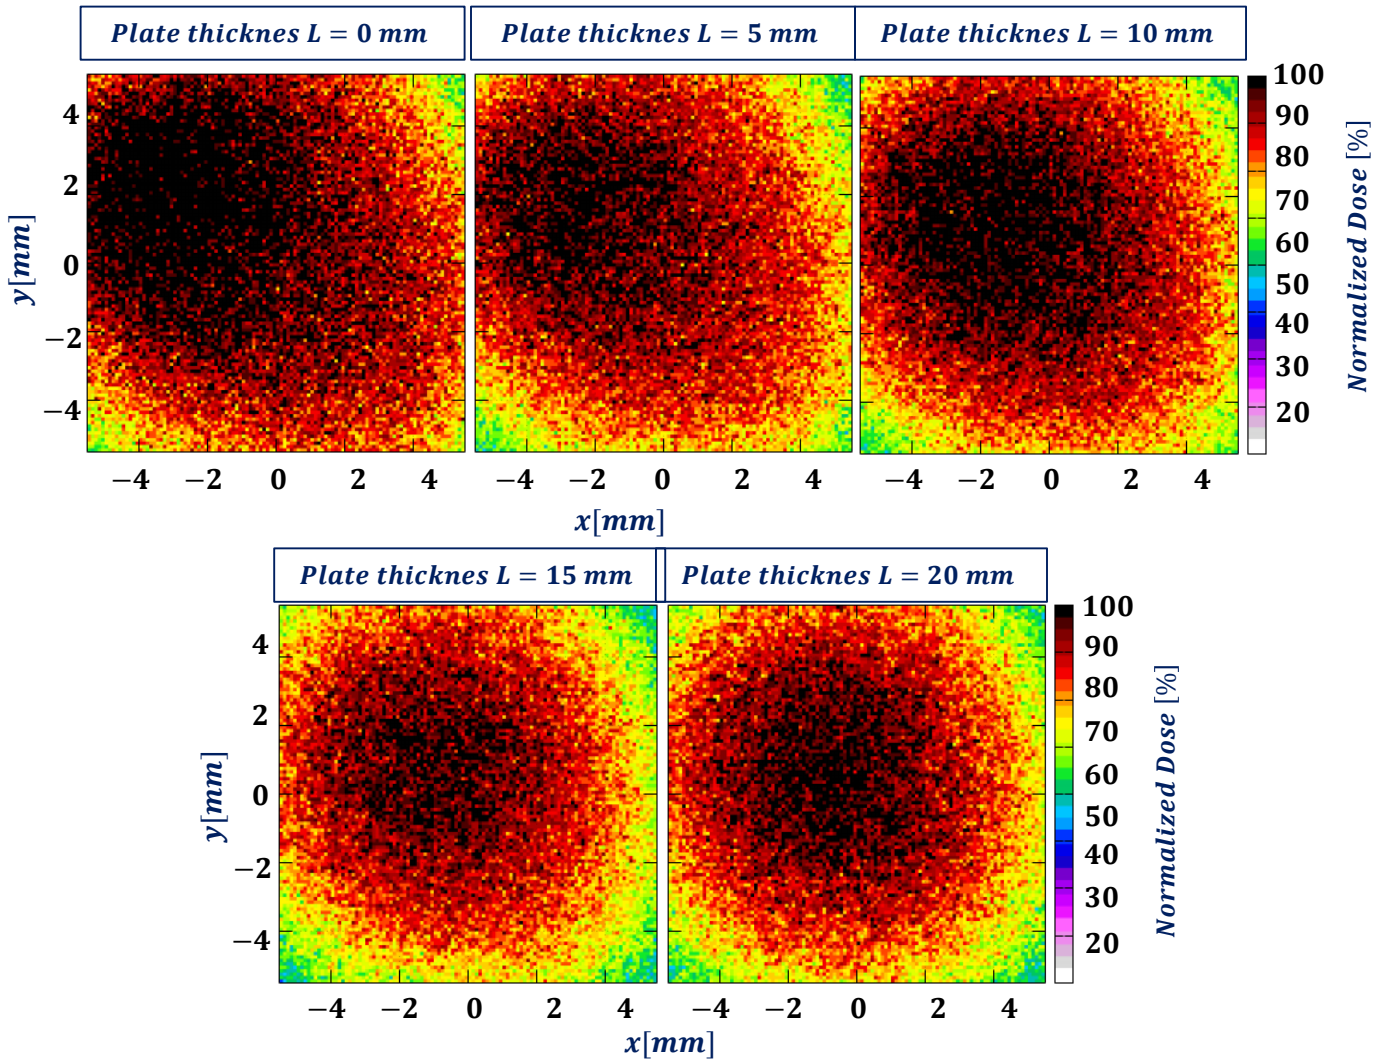 Plate thicknes L = 0 mm
Plate thicknes L = 5 mm
Plate thicknes L = 10 mm
4
2
0
−2
−4
y[mm]
−4 −2 0 2 4
−4 −2 0 2 4
−4 −2 0 2 4
x[mm]
100
90
80
70
60
50
40
30
20
Normalized Dose [%]
Plate thicknes L = 15 mm
Plate thicknes L = 20 mm
4
2
0
−2
−4
y[mm]
−4 −2 0 2 4
−4 −2 0 2 4
x[mm]
100
90
80
70
60
50
40
30
20
Normalized Dose [%]